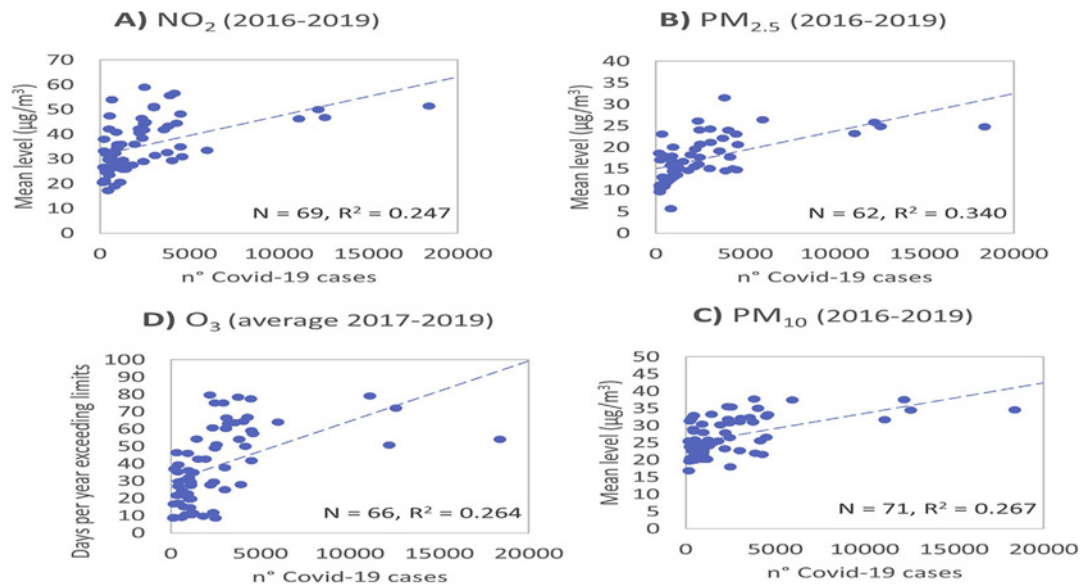 A) NO₂ (2016-2019)
Mean level (µg/m³)
70
60
50
40
30
20
10
0
N = 69, R² = 0.247
0 5000 10000 15000 20000
n° Covid-19 cases
B) PM₂.₅ (2016-2019)
Mean level (µg/m³)
40
35
30
25
20
15
10
5
0
N = 62, R² = 0.340
0 5000 10000 15000 20000
n° Covid-19 cases
D) O₃ (average 2017-2019)
Days per year exceeding limits
100
90
80
70
60
50
40
30
20
10
0
N = 66, R² = 0.264
0 5000 10000 15000 20000
n° Covid-19 cases
C) PM₁₀ (2016-2019)
Mean level (µg/m³)
50
45
40
35
30
25
20
15
10
5
0
N = 71, R² = 0.267
0 5000 10000 15000 20000
n° Covid-19 cases